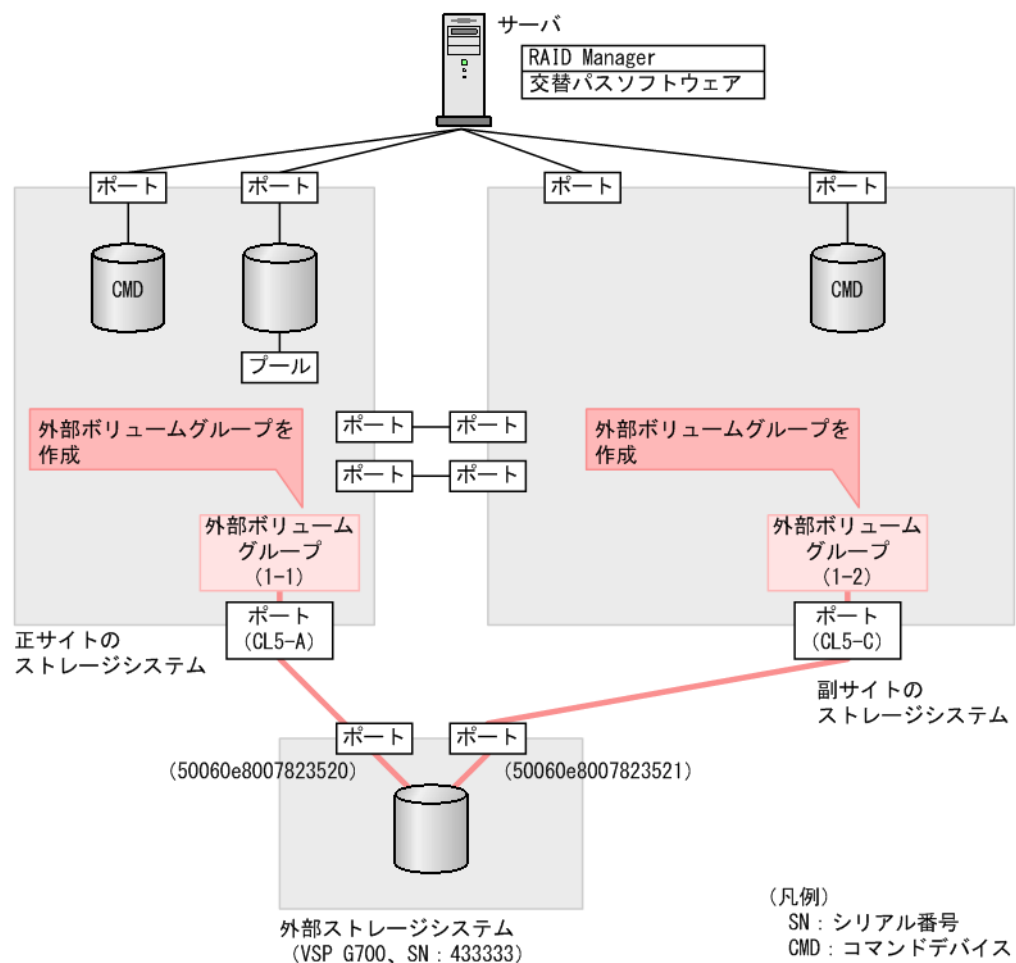 サーバ
RAID Manager
交替パスソフトウェア
ポート
ポート
ポート
ポート
CMD
CMD
プール
外部ボリュームグループを
作成
ポート
ポート
外部ボリュームグループを
作成
ポート
ポート
外部ボリューム
グループ
(1-1)
外部ボリューム
グループ
(1-2)
ポート
(CL5-A)
ポート
(CL5-C)
正サイトの
ストレージシステム
副サイトの
ストレージシステム
ポート
ポート
(50060e8007823520)
(50060e8007823521)
外部ストレージシステム
(VSP G700、SN:433333)
(凡例)
SN:シリアル番号
CMD:コマンドデバイス